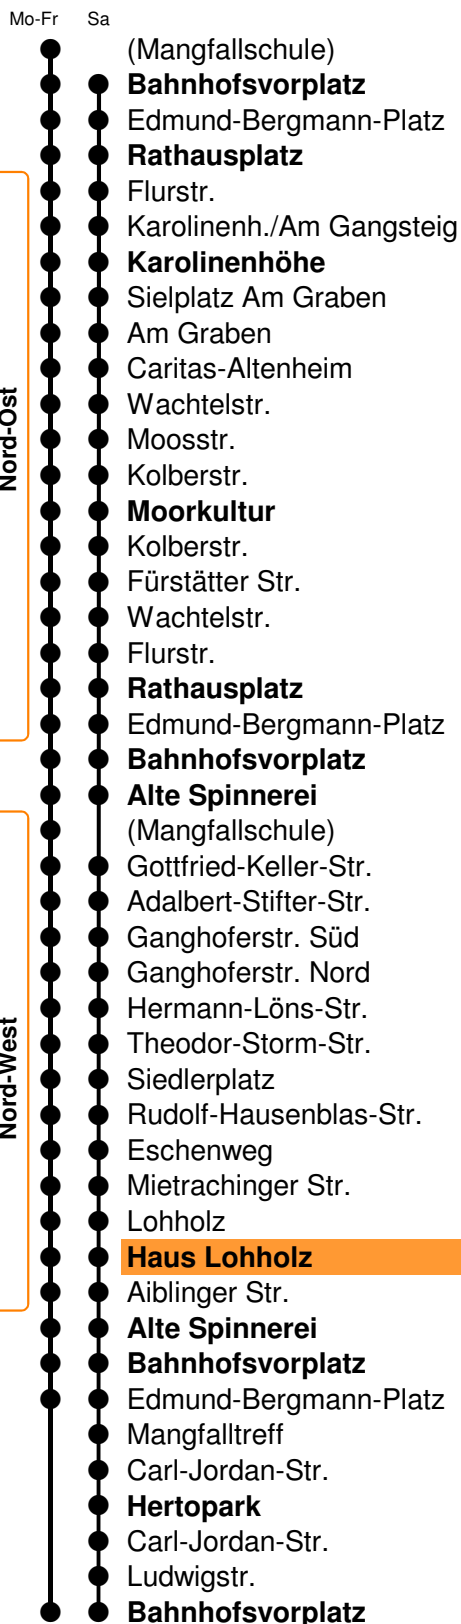 Mo-Fr Sa
(Mangfallschule)
Bahnhofsvorplatz
Edmund-Bergmann-Platz
Rathausplatz
Flurstr.
Karolinenh./Am Gangsteig
Karolinenhöhe
Sielplatz Am Graben
Am Graben
Caritas-Altenheim
Wachtelstr.
Nord-Ost
Moosstr.
Kolberstr.
Moorkultur
Kolberstr.
Fürstätter Str.
Wachtelstr.
Flurstr.
Rathausplatz
Edmund-Bergmann-Platz
Bahnhofsvorplatz
Alte Spinnerei
(Mangfallschule)
Gottfried-Keller-Str.
Adalbert-Stifter-Str.
Ganghoferstr. Süd
Ganghoferstr. Nord
Hermann-Löns-Str.
Theodor-Storm-Str.
Nord-West
Siedlerplatz
Rudolf-Hausenblas-Str.
Eschenweg
Mietrachinger Str.
Lohholz
Haus Lohholz
Aiblinger Str.
Alte Spinnerei
Bahnhofsvorplatz
Edmund-Bergmann-Platz
Mangfalltreff
Carl-Jordan-Str.
Hertopark
Carl-Jordan-Str.
Ludwigstr.
Bahnhofsvorplatz